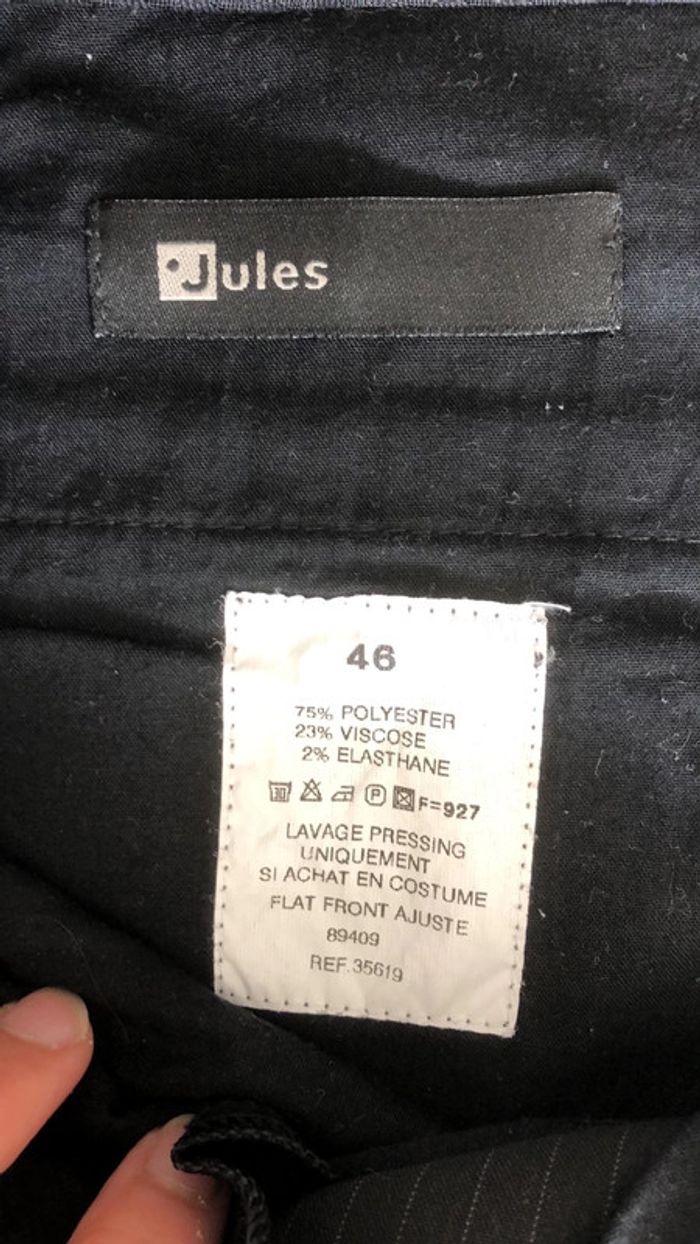 Jules
46
75% POLYESTER
23% VISCOSE
2% ELASTHANE
30 P F=927
LAVAGE PRESSING
UNIQUEMENT
SI ACHAT EN COSTUME
FLAT FRONT AJUSTE
89409
REF. 35619